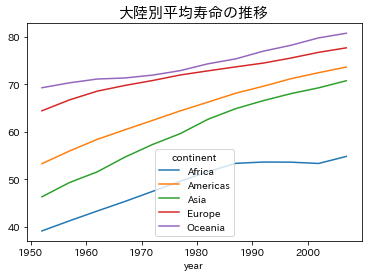 大陸別平均寿命の推移
80
70
60
50
40
continent
Africa
Americas
Asia
Europe
Oceania
1950
1960
1970
1980
1990
2000
year